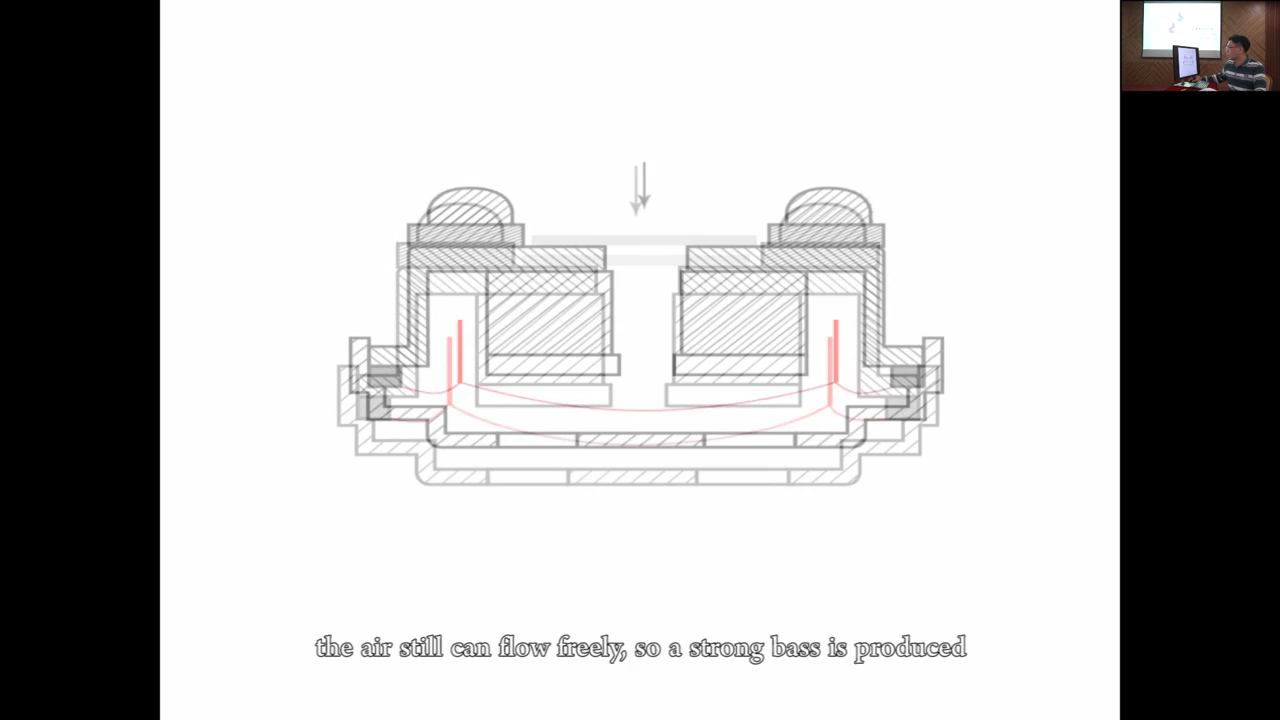 the air still can flow freely, so a strong bass is produced